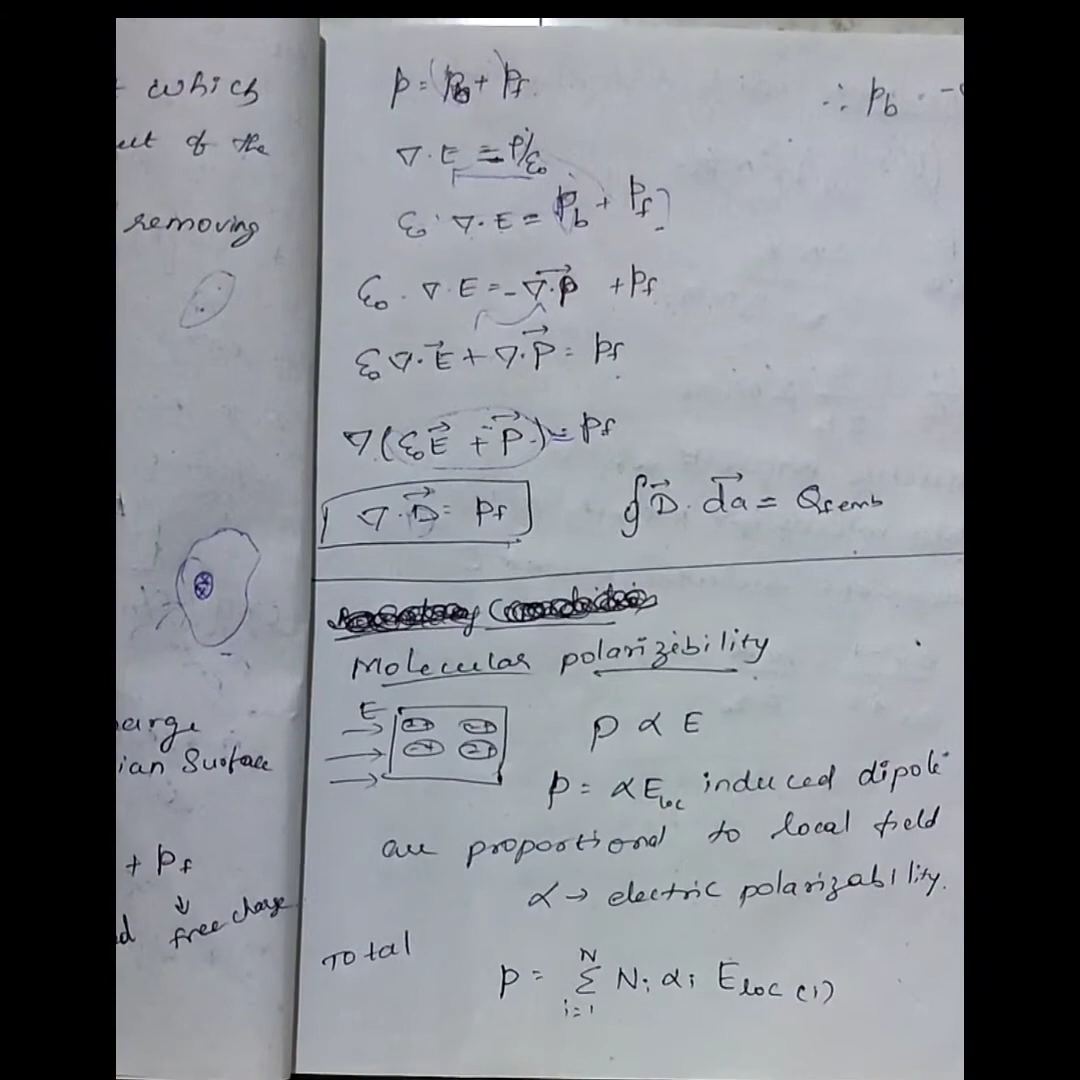 which
of the
removing
arge
ian Surface
+ ρf
↓
free charge
ρ = (ρb + ρf
∴ ρb = -
∇·E = ρ/ε₀
ε₀·∇·E = ρb + ρf
ε₀·∇·E = -∇·P + ρf
ε₀∇·E + ∇·P = ρf
∇(ε₀E + P) = ρf
∇·D = ρf
∮D·da = Qfemb
Molecular polarizibility
E
p α E
p = αEloc induced dipole
are proportional to local field
α → electric polarizability.
Total
p = Σ Ni αi Eloc (i)
N
i=1